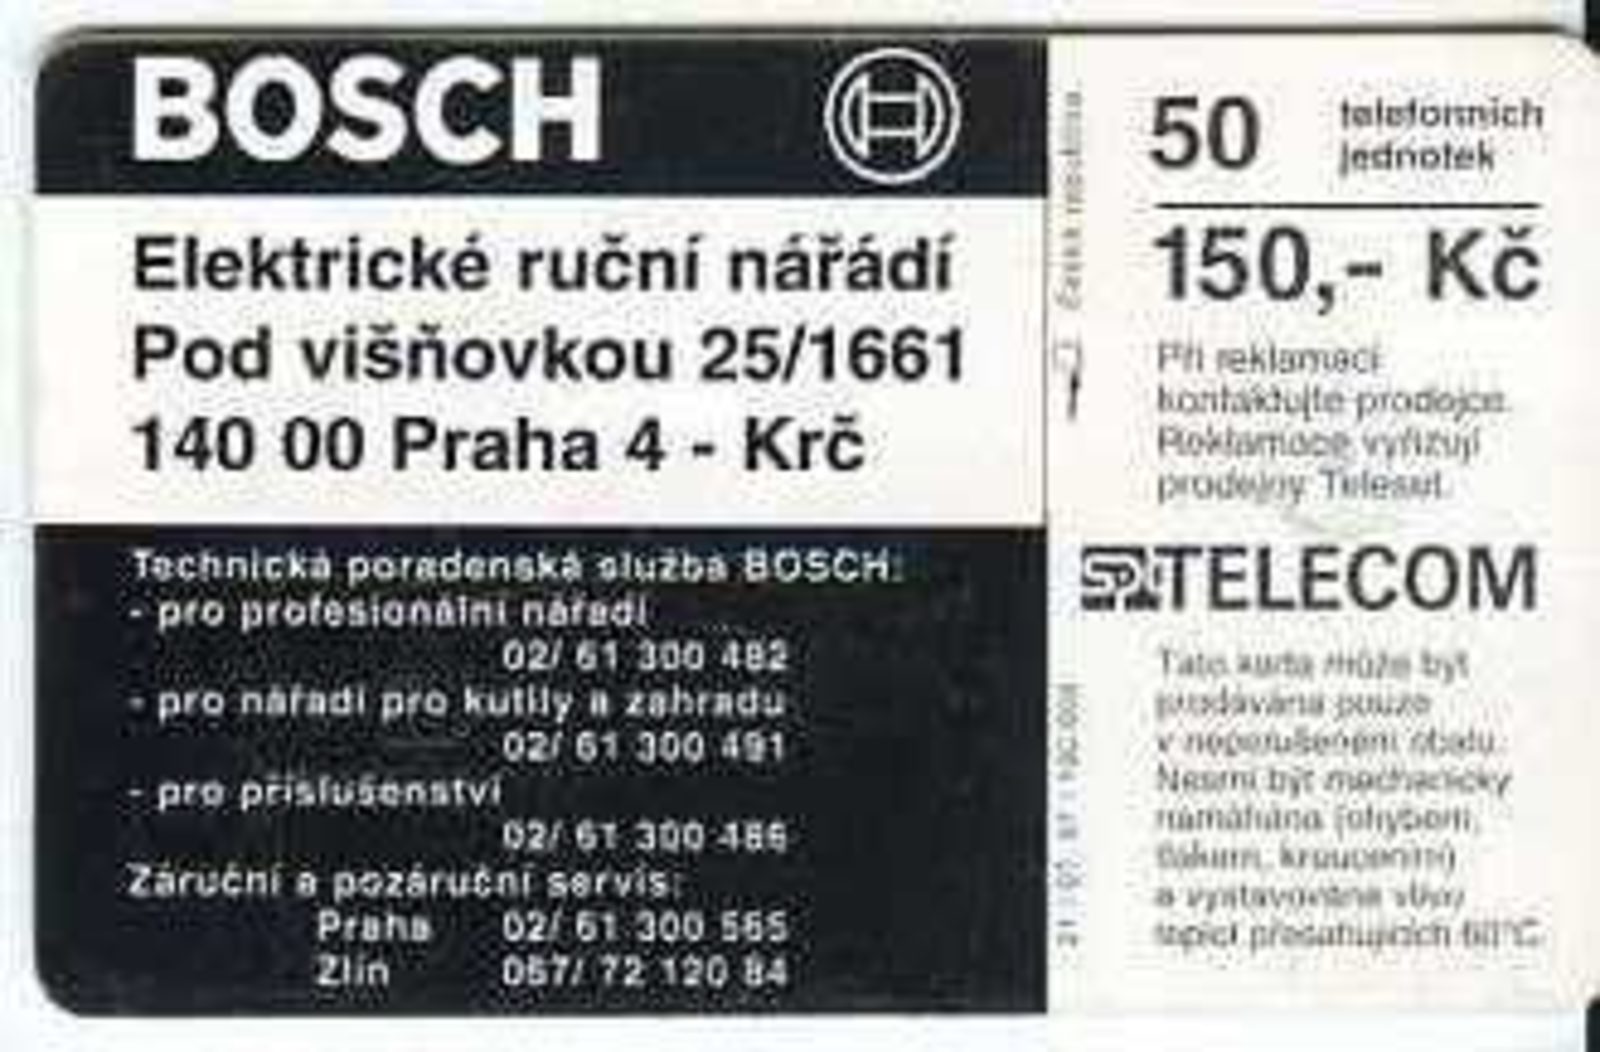 BOSCH
Elektrické ruční nářádí
Pod višňovkou 25/1661
140 00 Praha 4 - Krč
Technická poradenská služba BOSCH:
- pro profesionální nářadí
02/ 61 300 482
- pro nářadí pro kutily a zahradu
02/ 61 300 491
- pro příslušenství
02/ 61 300 486
Záruční a pozáruční servis:
Praha 02/ 61 300 565
Zlín 067/ 72 120 84
Česká republika
50 telefonních
jednotek
150,- Kč
Při reklamaci
kontaktujte prodejce.
Reklamace vyřizují
prodejny Teleset.
SPT TELECOM
Tato karta může být
prodávána pouze
v neporušeném obalu.
Nesmí být mechanicky
namáhána (ohybem,
tlakem, kroucením)
a vystavována vlivu
teplot přesahujících 60°C.